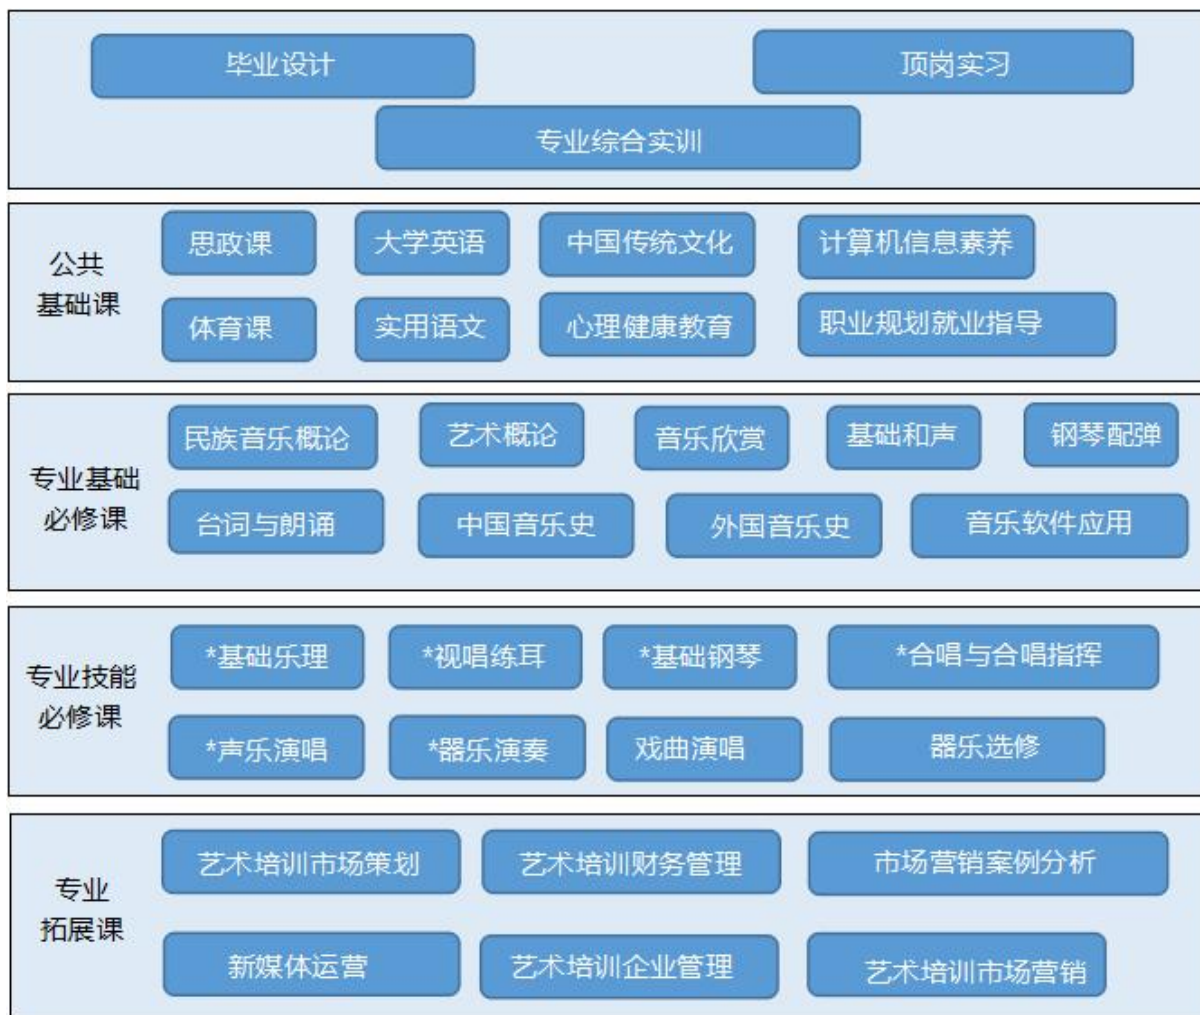 毕业设计
顶岗实习
专业综合实训
公共
基础课
思政课
大学英语
中国传统文化
计算机信息素养
体育课
实用语文
心理健康教育
职业规划就业指导
专业基础
必修课
民族音乐概论
艺术概论
音乐欣赏
基础和声
钢琴配弹
台词与朗诵
中国音乐史
外国音乐史
音乐软件应用
专业技能
必修课
*基础乐理
*视唱练耳
*基础钢琴
*合唱与合唱指挥
*声乐演唱
*器乐演奏
戏曲演唱
器乐选修
专业
拓展课
艺术培训市场策划
艺术培训财务管理
市场营销案例分析
新媒体运营
艺术培训企业管理
艺术培训市场营销